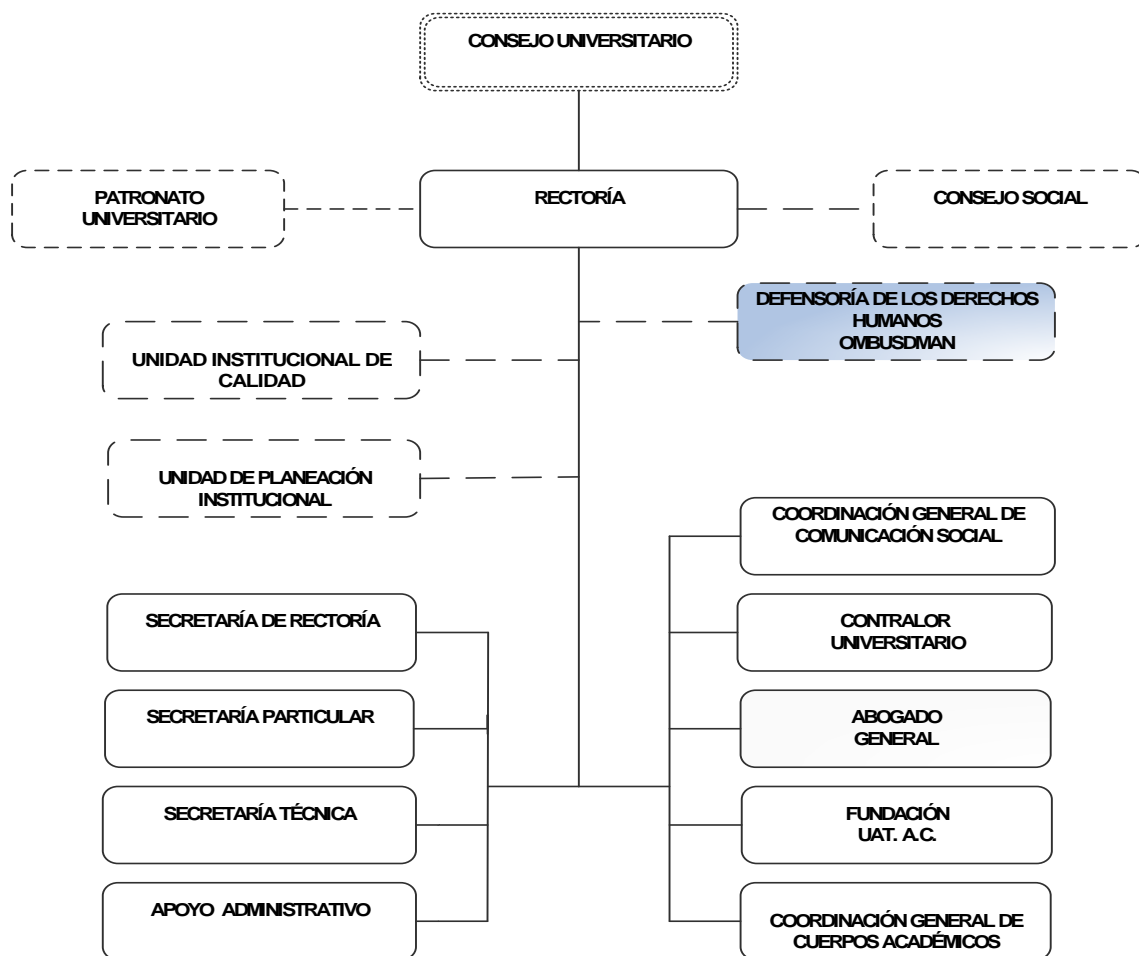 CONSEJO UNIVERSITARIO
PATRONATO
UNIVERSITARIO
RECTORÍA
CONSEJO SOCIAL
DEFENSORÍA DE LOS DERECHOS
HUMANOS
OMBUSDMAN
UNIDAD INSTITUCIONAL DE
CALIDAD
UNIDAD DE PLANEACIÓN
INSTITUCIONAL
COORDINACIÓN GENERAL DE
COMUNICACIÓN SOCIAL
SECRETARÍA DE RECTORÍA
CONTRALOR
UNIVERSITARIO
SECRETARÍA PARTICULAR
ABOGADO
GENERAL
SECRETARÍA TÉCNICA
FUNDACIÓN
UAT. A.C.
APOYO ADMINISTRATIVO
COORDINACIÓN GENERAL DE
CUERPOS ACADÉMICOS